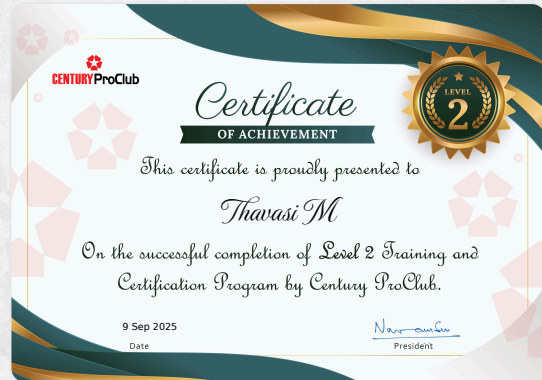 CENTURY ProClub
Certificate
OF ACHIEVEMENT
LEVEL
2
This certificate is proudly presented to
Thavasi M
On the successful completion of Level 2 Training and
Certification Program by Century ProClub.
9 Sep 2025
Date
President